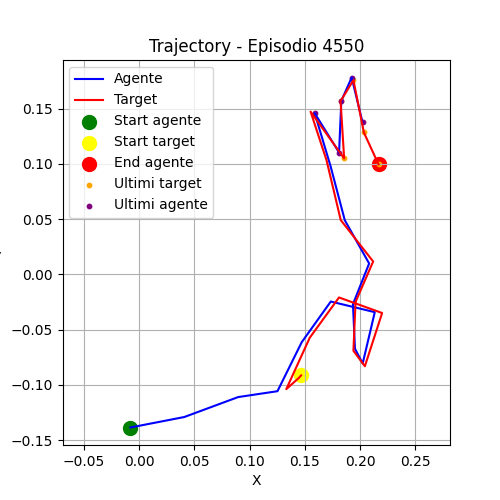 Trajectory - Episodio 4550
Agente
Target
Start agente
Start target
End agente
Ultimi target
Ultimi agente
0.15
0.10
0.05
0.00
−0.05
−0.10
−0.15
−0.05
0.00
0.05
0.10
0.15
0.20
0.25
X